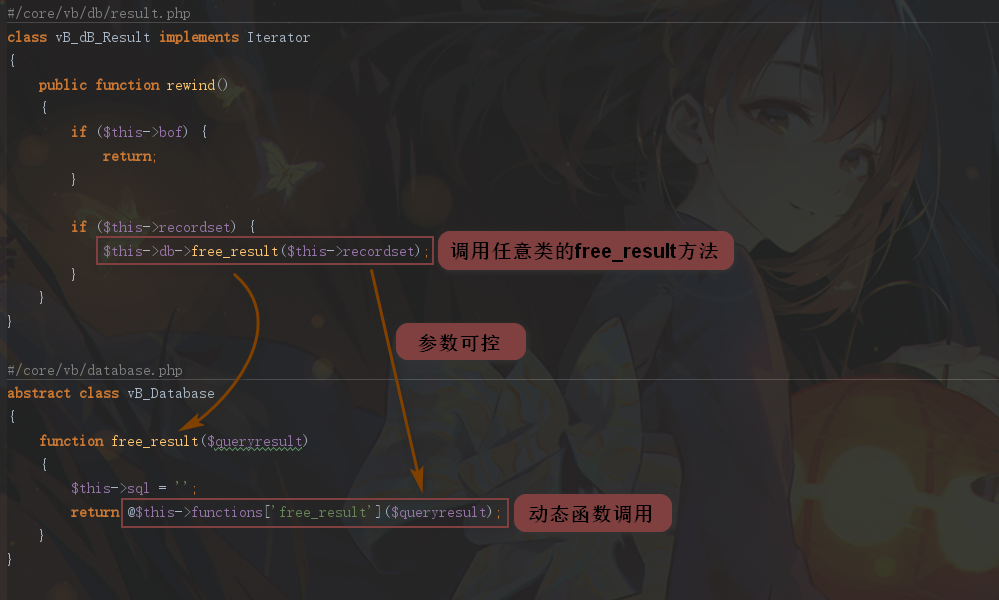 #/core/vb/db/result.php
class vB_dB_Result implements Iterator
{
    public function rewind()
    {
        if ($this->bof) {
            return;
        }
        if ($this->recordset) {
            $this->db->free_result($this->recordset); 调用任意类的free_result方法
        }
    }
}
参数可控
#/core/vb/database.php
abstract class vB_Database
{
    function free_result($queryresult)
    {
        $this->sql = '';
        return @$this->functions['free_result']($queryresult); 动态函数调用
    }
}